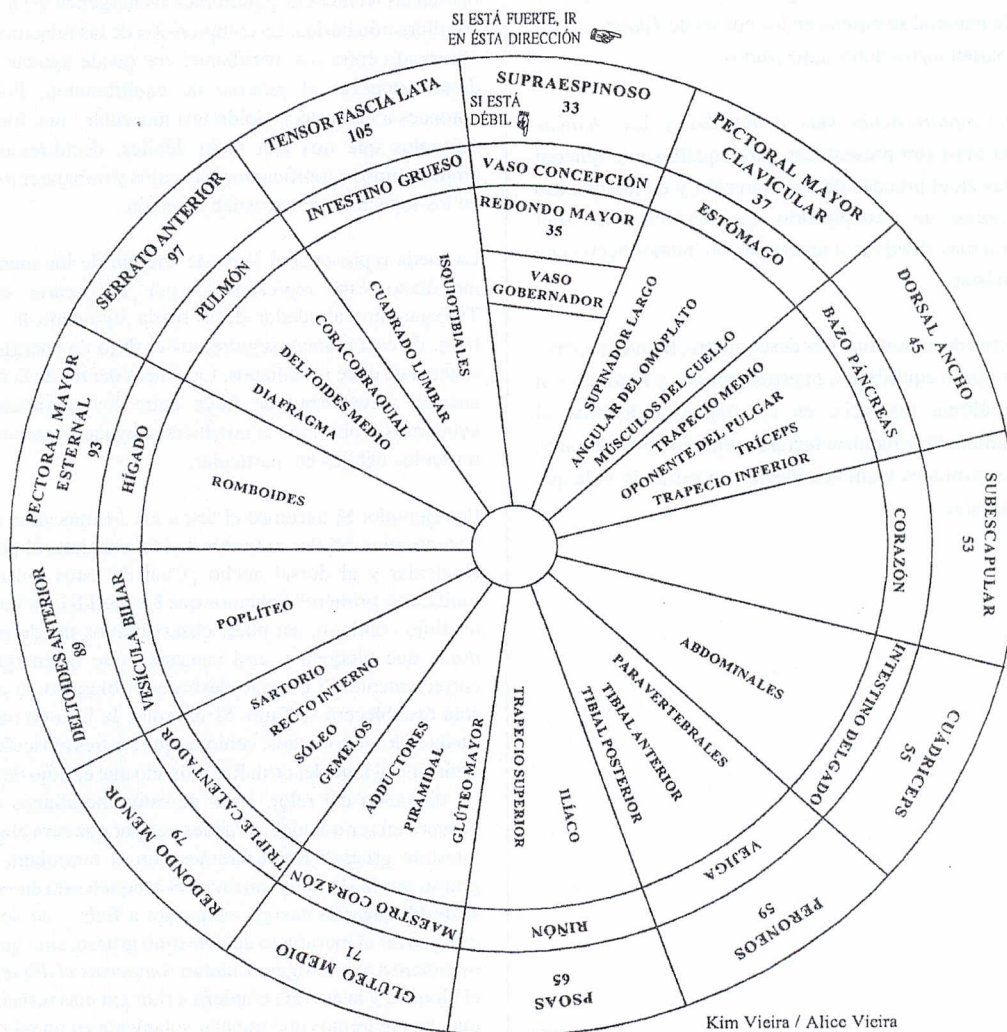 SI ESTÁ FUERTE, IR
EN ÉSTA DIRECCIÓN
SUPRAESPINOSO
33
SI ESTÁ
DÉBIL
VASO CONCEPCIÓN
REDONDO MAYOR
35
VASO
GOBERNADOR
PECTORAL MAYOR
CLAVICULAR
37
ESTÓMAGO
SUPINADOR LARGO
ANGULAR DEL OMÓPLATO
MÚSCULOS DEL CUELLO
DORSAL ANCHO
45
BAZO PÁNCREAS
TRAPECIO MEDIO
OPONENTE DEL PULGAR
TRÍCEPS
TRAPECIO INFERIOR
SUBESCAPULAR
53
CORAZÓN
CUÁDRICEPS
55
INTESTINO DELGADO
ABDOMINALES
PERONEOS
59
VEJIGA
PARAVERTEBRALES
TIBIAL ANTERIOR
TIBIAL POSTERIOR
PSOAS
65
RIÑÓN
ILÍACO
TRAPECIO SUPERIOR
GLÚTEO MEDIO
71
MAESTRO CORAZÓN
GLÚTEO MAYOR
PIRAMIDAL
ADDUCTORES
REDONDO MENOR
79
TRIPLE CALENTADOR
GEMELOS
SÓLEO
RECTO INTERNO
SARTORIO
DELTOIDES ANTERIOR
89
VESÍCULA BILIAR
POPLÍTEO
PECTORAL MAYOR
ESTERNAL
93
HÍGADO
ROMBOIDES
SERRATO ANTERIOR
97
PULMÓN
DIAFRAGMA
DELTOIDES MEDIO
CORACOBRAQUIAL
TENSOR FASCIA LATA
105
INTESTINO GRUESO
CUADRADO LUMBAR
ISQUIOTIBIALES
Kim Vieira / Alice Vieira